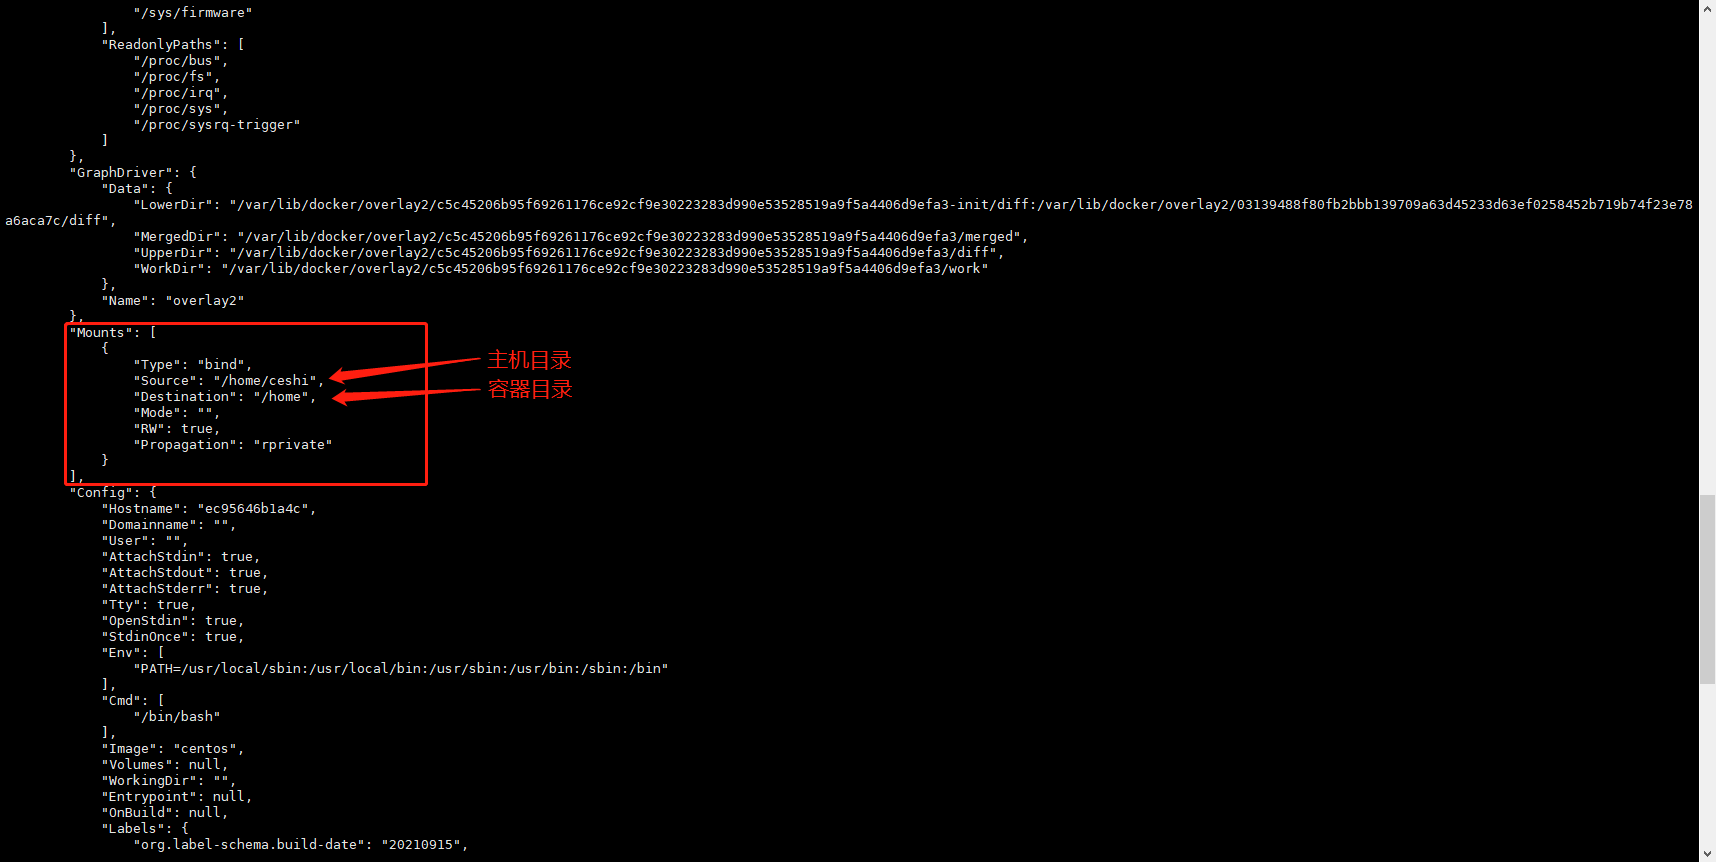 "/sys/firmware"
],
"ReadonlyPaths": [
"/proc/bus",
"/proc/fs",
"/proc/irq",
"/proc/sys",
"/proc/sysrq-trigger"
]
},
"GraphDriver": {
"Data": {
"LowerDir": "/var/lib/docker/overlay2/c5c45206b95f69261176ce92cf9e30223283d990e53528519a9f5a4406d9efa3-init/diff:/var/lib/docker/overlay2/03139488f80fb2bbb139709a63d45233d63ef0258452b719b74f23e78
a6aca7c/diff",
"MergedDir": "/var/lib/docker/overlay2/c5c45206b95f69261176ce92cf9e30223283d990e53528519a9f5a4406d9efa3/merged",
"UpperDir": "/var/lib/docker/overlay2/c5c45206b95f69261176ce92cf9e30223283d990e53528519a9f5a4406d9efa3/diff",
"WorkDir": "/var/lib/docker/overlay2/c5c45206b95f69261176ce92cf9e30223283d990e53528519a9f5a4406d9efa3/work"
},
"Name": "overlay2"
},
"Mounts": [
{
"Type": "bind",
"Source": "/home/ceshi",
主机目录
"Destination": "/home",
容器目录
"Mode": "",
"RW": true,
"Propagation": "rprivate"
}
],
"Config": {
"Hostname": "ec95646b1a4c",
"Domainname": "",
"User": "",
"AttachStdin": true,
"AttachStdout": true,
"AttachStderr": true,
"Tty": true,
"OpenStdin": true,
"StdinOnce": true,
"Env": [
"PATH=/usr/local/sbin:/usr/local/bin:/usr/sbin:/usr/bin:/sbin:/bin"
],
"Cmd": [
"/bin/bash"
],
"Image": "centos",
"Volumes": null,
"WorkingDir": "",
"Entrypoint": null,
"OnBuild": null,
"Labels": {
"org.label-schema.build-date": "20210915",